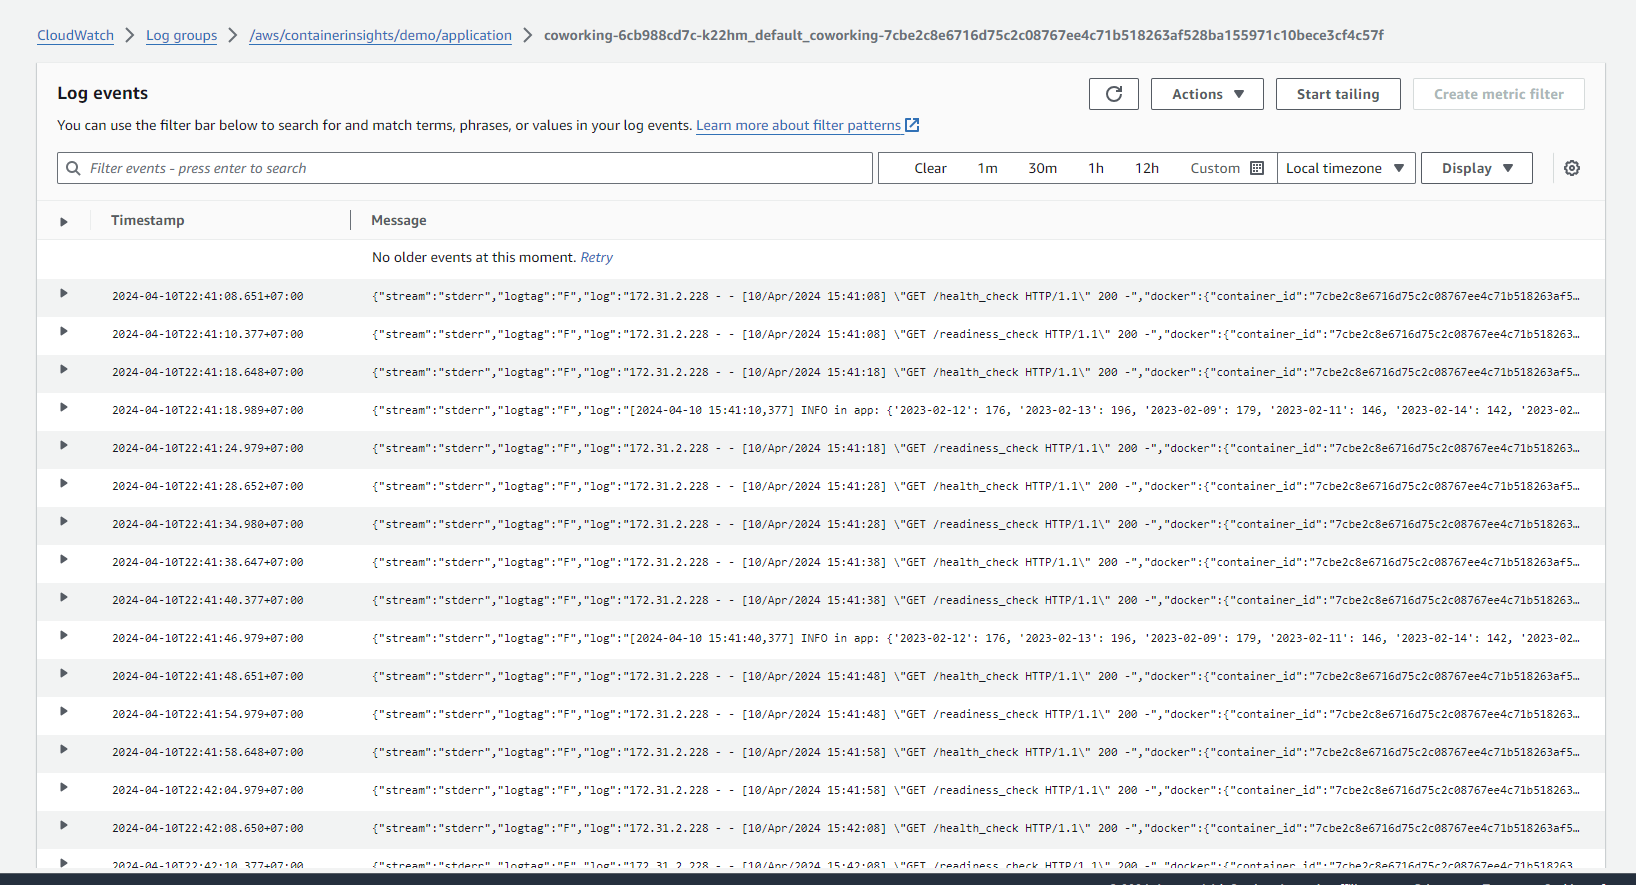 CloudWatch > Log groups > /aws/containerinsights/demo/application > coworking-6cb988cd7c-k22hm_default_coworking-7cbe2c8e6716d75c2c08767ee4c71b518263af528ba155971c10bece3cf4c57f
Log events
Actions
Start tailing
Create metric filter
You can use the filter bar below to search for and match terms, phrases, or values in your log events. Learn more about filter patterns
Filter events - press enter to search
Clear 1m 30m 1h 12h Custom
Local timezone
Display
Timestamp Message
No older events at this moment. Retry
2024-04-10T22:41:08.651+07:00 {"stream":"stderr","logtag":"F","log":"172.31.2.228 - - [10/Apr/2024 15:41:08] \"GET /health_check HTTP/1.1\" 200 -","docker":{"container_id":"7cbe2c8e6716d75c2c08767ee4c71b518263af5…
2024-04-10T22:41:10.377+07:00 {"stream":"stderr","logtag":"F","log":"172.31.2.228 - - [10/Apr/2024 15:41:08] \"GET /readiness_check HTTP/1.1\" 200 -","docker":{"container_id":"7cbe2c8e6716d75c2c08767ee4c71b518263…
2024-04-10T22:41:18.648+07:00 {"stream":"stderr","logtag":"F","log":"172.31.2.228 - - [10/Apr/2024 15:41:18] \"GET /health_check HTTP/1.1\" 200 -","docker":{"container_id":"7cbe2c8e6716d75c2c08767ee4c71b518263af5…
2024-04-10T22:41:18.989+07:00 {"stream":"stderr","logtag":"F","log":"[2024-04-10 15:41:10,377] INFO in app: {'2023-02-12': 176, '2023-02-13': 196, '2023-02-09': 179, '2023-02-11': 146, '2023-02-14': 142, '2023-02…
2024-04-10T22:41:24.979+07:00 {"stream":"stderr","logtag":"F","log":"172.31.2.228 - - [10/Apr/2024 15:41:18] \"GET /readiness_check HTTP/1.1\" 200 -","docker":{"container_id":"7cbe2c8e6716d75c2c08767ee4c71b518263…
2024-04-10T22:41:28.652+07:00 {"stream":"stderr","logtag":"F","log":"172.31.2.228 - - [10/Apr/2024 15:41:28] \"GET /health_check HTTP/1.1\" 200 -","docker":{"container_id":"7cbe2c8e6716d75c2c08767ee4c71b518263af5…
2024-04-10T22:41:34.980+07:00 {"stream":"stderr","logtag":"F","log":"172.31.2.228 - - [10/Apr/2024 15:41:28] \"GET /readiness_check HTTP/1.1\" 200 -","docker":{"container_id":"7cbe2c8e6716d75c2c08767ee4c71b518263…
2024-04-10T22:41:38.647+07:00 {"stream":"stderr","logtag":"F","log":"172.31.2.228 - - [10/Apr/2024 15:41:38] \"GET /health_check HTTP/1.1\" 200 -","docker":{"container_id":"7cbe2c8e6716d75c2c08767ee4c71b518263af5…
2024-04-10T22:41:40.377+07:00 {"stream":"stderr","logtag":"F","log":"172.31.2.228 - - [10/Apr/2024 15:41:38] \"GET /readiness_check HTTP/1.1\" 200 -","docker":{"container_id":"7cbe2c8e6716d75c2c08767ee4c71b518263…
2024-04-10T22:41:46.979+07:00 {"stream":"stderr","logtag":"F","log":"[2024-04-10 15:41:40,377] INFO in app: {'2023-02-12': 176, '2023-02-13': 196, '2023-02-09': 179, '2023-02-11': 146, '2023-02-14': 142, '2023-02…
2024-04-10T22:41:48.651+07:00 {"stream":"stderr","logtag":"F","log":"172.31.2.228 - - [10/Apr/2024 15:41:48] \"GET /health_check HTTP/1.1\" 200 -","docker":{"container_id":"7cbe2c8e6716d75c2c08767ee4c71b518263af5…
2024-04-10T22:41:54.979+07:00 {"stream":"stderr","logtag":"F","log":"172.31.2.228 - - [10/Apr/2024 15:41:48] \"GET /readiness_check HTTP/1.1\" 200 -","docker":{"container_id":"7cbe2c8e6716d75c2c08767ee4c71b518263…
2024-04-10T22:41:58.648+07:00 {"stream":"stderr","logtag":"F","log":"172.31.2.228 - - [10/Apr/2024 15:41:58] \"GET /health_check HTTP/1.1\" 200 -","docker":{"container_id":"7cbe2c8e6716d75c2c08767ee4c71b518263af5…
2024-04-10T22:42:04.979+07:00 {"stream":"stderr","logtag":"F","log":"172.31.2.228 - - [10/Apr/2024 15:41:58] \"GET /readiness_check HTTP/1.1\" 200 -","docker":{"container_id":"7cbe2c8e6716d75c2c08767ee4c71b518263…
2024-04-10T22:42:08.650+07:00 {"stream":"stderr","logtag":"F","log":"172.31.2.228 - - [10/Apr/2024 15:42:08] \"GET /health_check HTTP/1.1\" 200 -","docker":{"container_id":"7cbe2c8e6716d75c2c08767ee4c71b518263af5…
2024-04-10T22:42:10.377+07:00 {"stream":"stderr","logtag":"F","log":"172.31.2.228 - - [10/Apr/2024 15:42:08] \"GET /readiness_check HTTP/1.1\" 200 -","docker":{"container_id":"7cbe2c8e6716d75c2c08767ee4c71b518263…